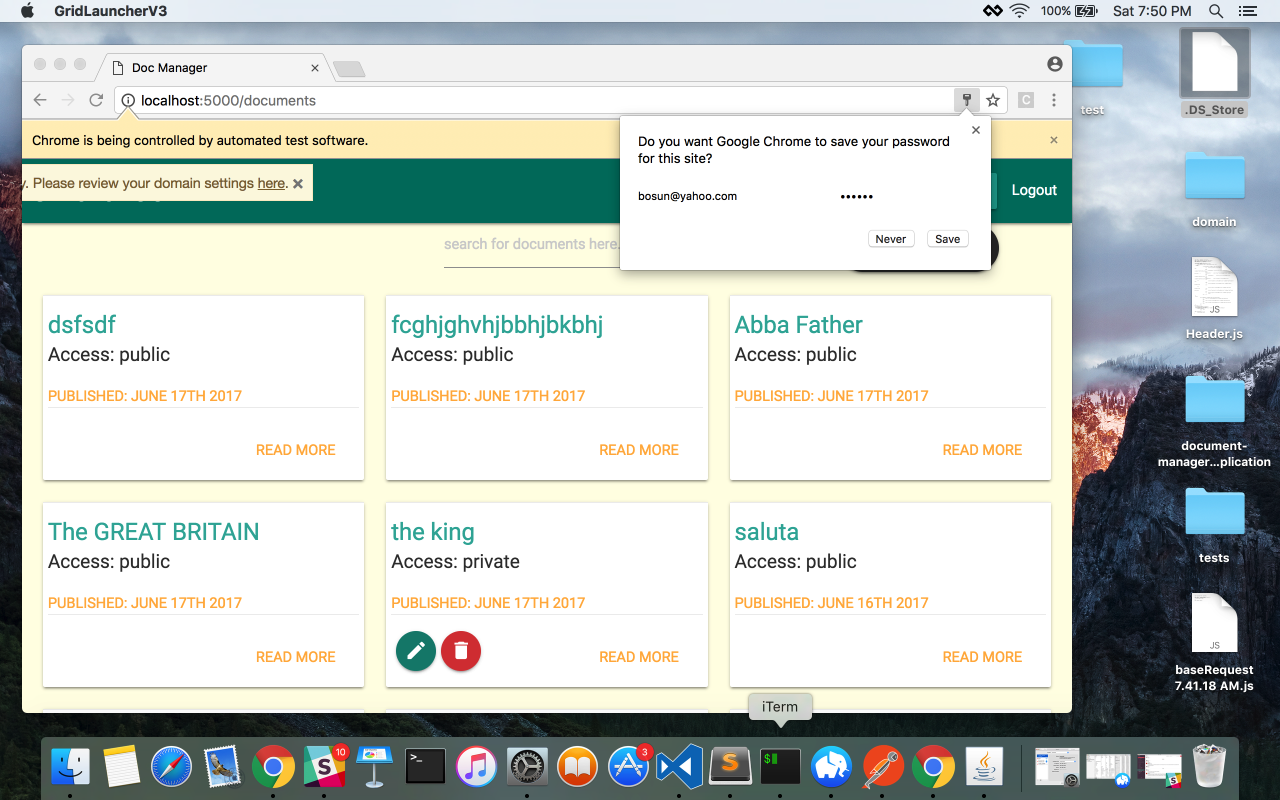 GridLauncherV3
100%
Sat 7:50 PM
Doc Manager
localhost:5000/documents
Chrome is being controlled by automated test software.
Do you want Google Chrome to save your password
for this site?
bosun@yahoo.com
••••••
Never
Save
. Please review your domain settings here.
Logout
search for documents here.
dsfsdf
Access: public
PUBLISHED: JUNE 17TH 2017
READ MORE
fcghjghvhjbbhjbkbhj
Access: public
PUBLISHED: JUNE 17TH 2017
READ MORE
Abba Father
Access: public
PUBLISHED: JUNE 17TH 2017
READ MORE
The GREAT BRITAIN
Access: public
PUBLISHED: JUNE 17TH 2017
READ MORE
the king
Access: private
PUBLISHED: JUNE 17TH 2017
READ MORE
saluta
Access: public
PUBLISHED: JUNE 16TH 2017
READ MORE
test
.DS_Store
domain
JS
Header.js
document-
manager...plication
tests
JS
baseRequest
7.41.18 AM.js
iTerm
10
3